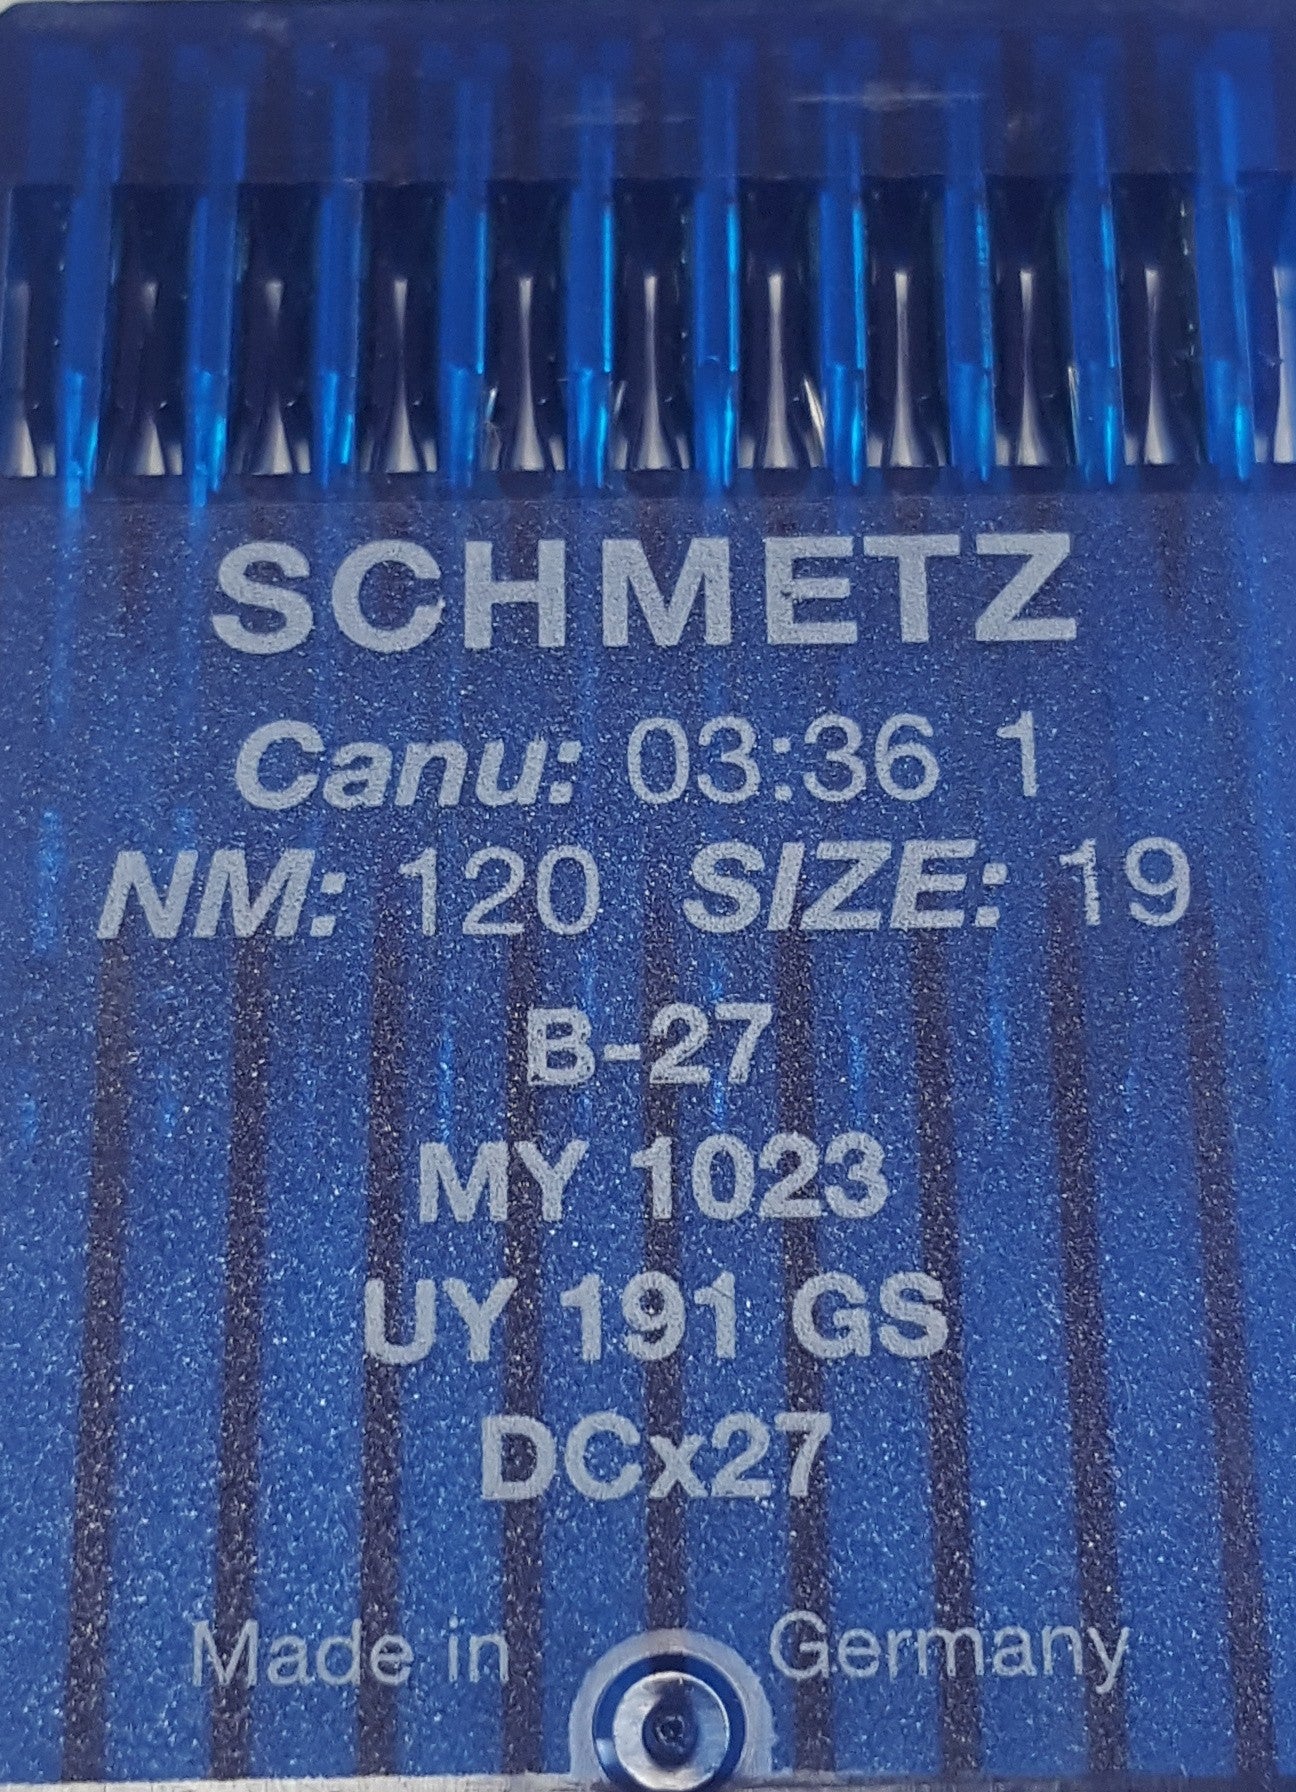 SCHMETZ
Canu: 03:36 1
NM: 120 SIZE: 19
B-27
MY 1023
UY 191 GS
DCx27
Made in Germany